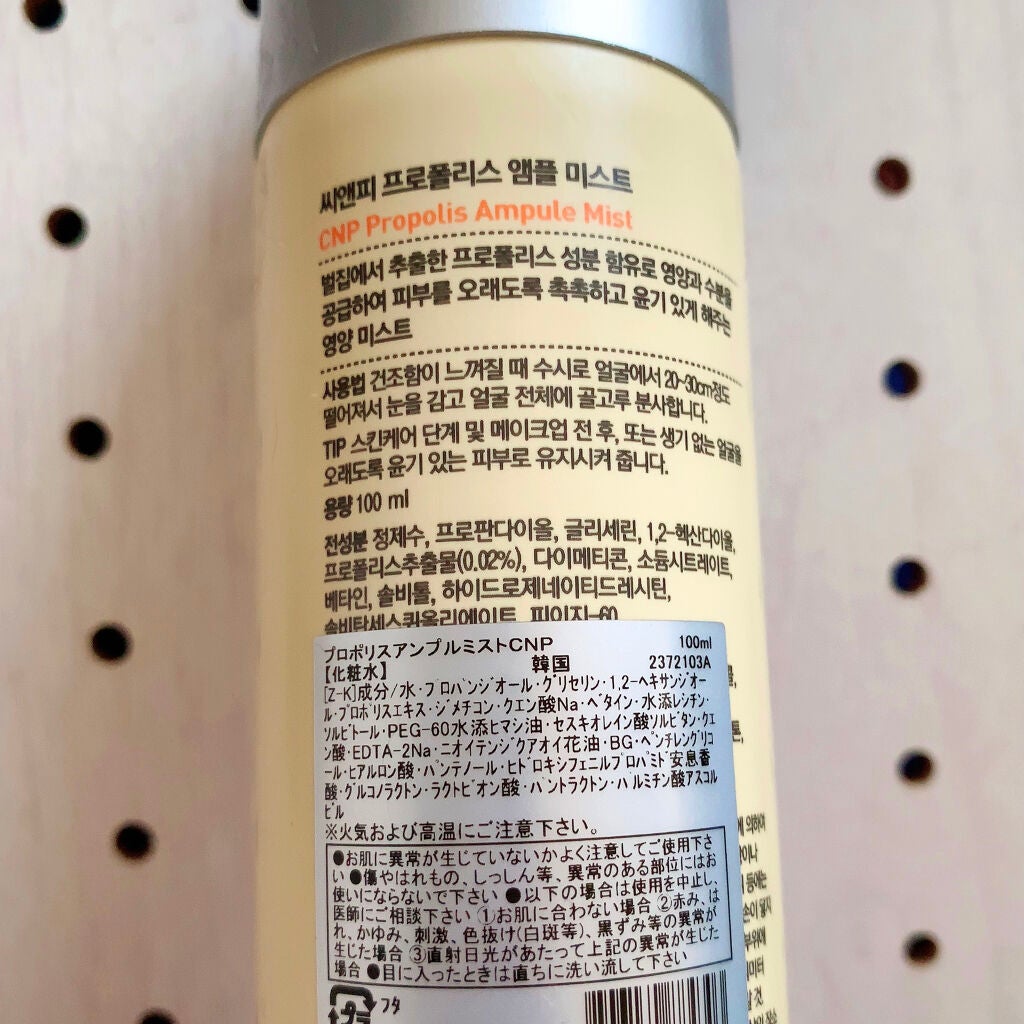 씨앤피 프로폴리스 앰플 미스트
CNP Propolis Ampule Mist
벌집에서 추출한 프로폴리스 성분 함유로 영양과 수분을
공급하여 피부를 오래도록 촉촉하고 윤기 있게 해주는
영양 미스트
사용법 건조함이 느껴질 때 수시로 얼굴에서 20~30cm정도
떨어져서 눈을 감고 얼굴 전체에 골고루 분사합니다.
TIP 스킨케어 단계 및 메이크업 전 후, 또는 생기 없는 얼굴을
오래도록 윤기 있는 피부로 유지시켜 줍니다.
용량 100 ml
전성분 정제수, 프로판다이올, 글리세린, 1,2-헥산다이올,
프로폴리스추출물(0.02%), 다이메티콘, 소듐시트레이트,
베타인, 솔비톨, 하이드로제네이티드레시틴,
솔비탄세스퀴올리에이트, 피이지-60
プロポリスアンプルミストCNP 100ml
【化粧水】 韓国 2372103A
[Z-K]成分/水・プロパンジオール・グリセリン・1,2-ヘキサンジオー
ル・プロポリスエキス・ジメチコン・クエン酸Na・ベタイン・水添レシチン・
ソルビトール・PEG-60水添ヒマシ油・セスキオレイン酸ソルビタン・クエ
ン酸・EDTA-2Na・ニオイテンジクアオイ花油・BG・ペンチレングリコ
ール・ヒアルロン酸・パンテノール・ヒドロキシフェニルプロパミド安息香
酸・グルコノラクトン・ラクトビオン酸・パントラクトン・パルミチン酸アスコル
ビル
※火気および高温にご注意下さい。
●お肌に異常が生じていないかよく注意してご使用下さ
い ●傷やはれもの、しっしん等、異常のある部位にはお
使いにならないで下さい ●以下の場合は使用を中止し、
医師にご相談下さい ①お肌に合わない場合 ②赤み、は
れ、かゆみ、刺激、色抜け(白斑等)、黒ずみ等の異常が
生じた場合 ③直射日光があたって上記の異常が生じた
場合 ●目に入ったときは直ちに洗い流して下さい
プラ フタ